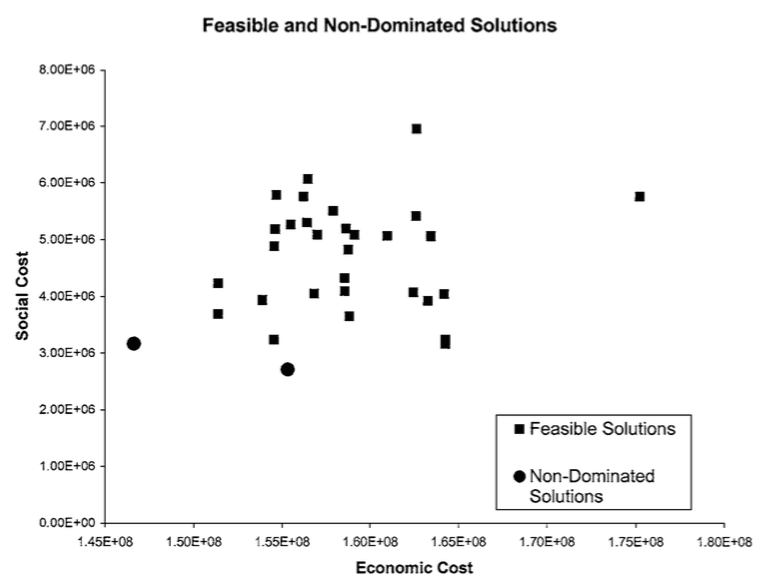 Feasible and Non-Dominated Solutions
8.00E+06
7.00E+06
6.00E+06
5.00E+06
4.00E+06
3.00E+06
2.00E+06
1.00E+06
0.00E+00
Social Cost
Feasible Solutions
Non-Dominated
Solutions
1.45E+08 1.50E+08 1.55E+08 1.60E+08 1.65E+08 1.70E+08 1.75E+08 1.80E+08
Economic Cost